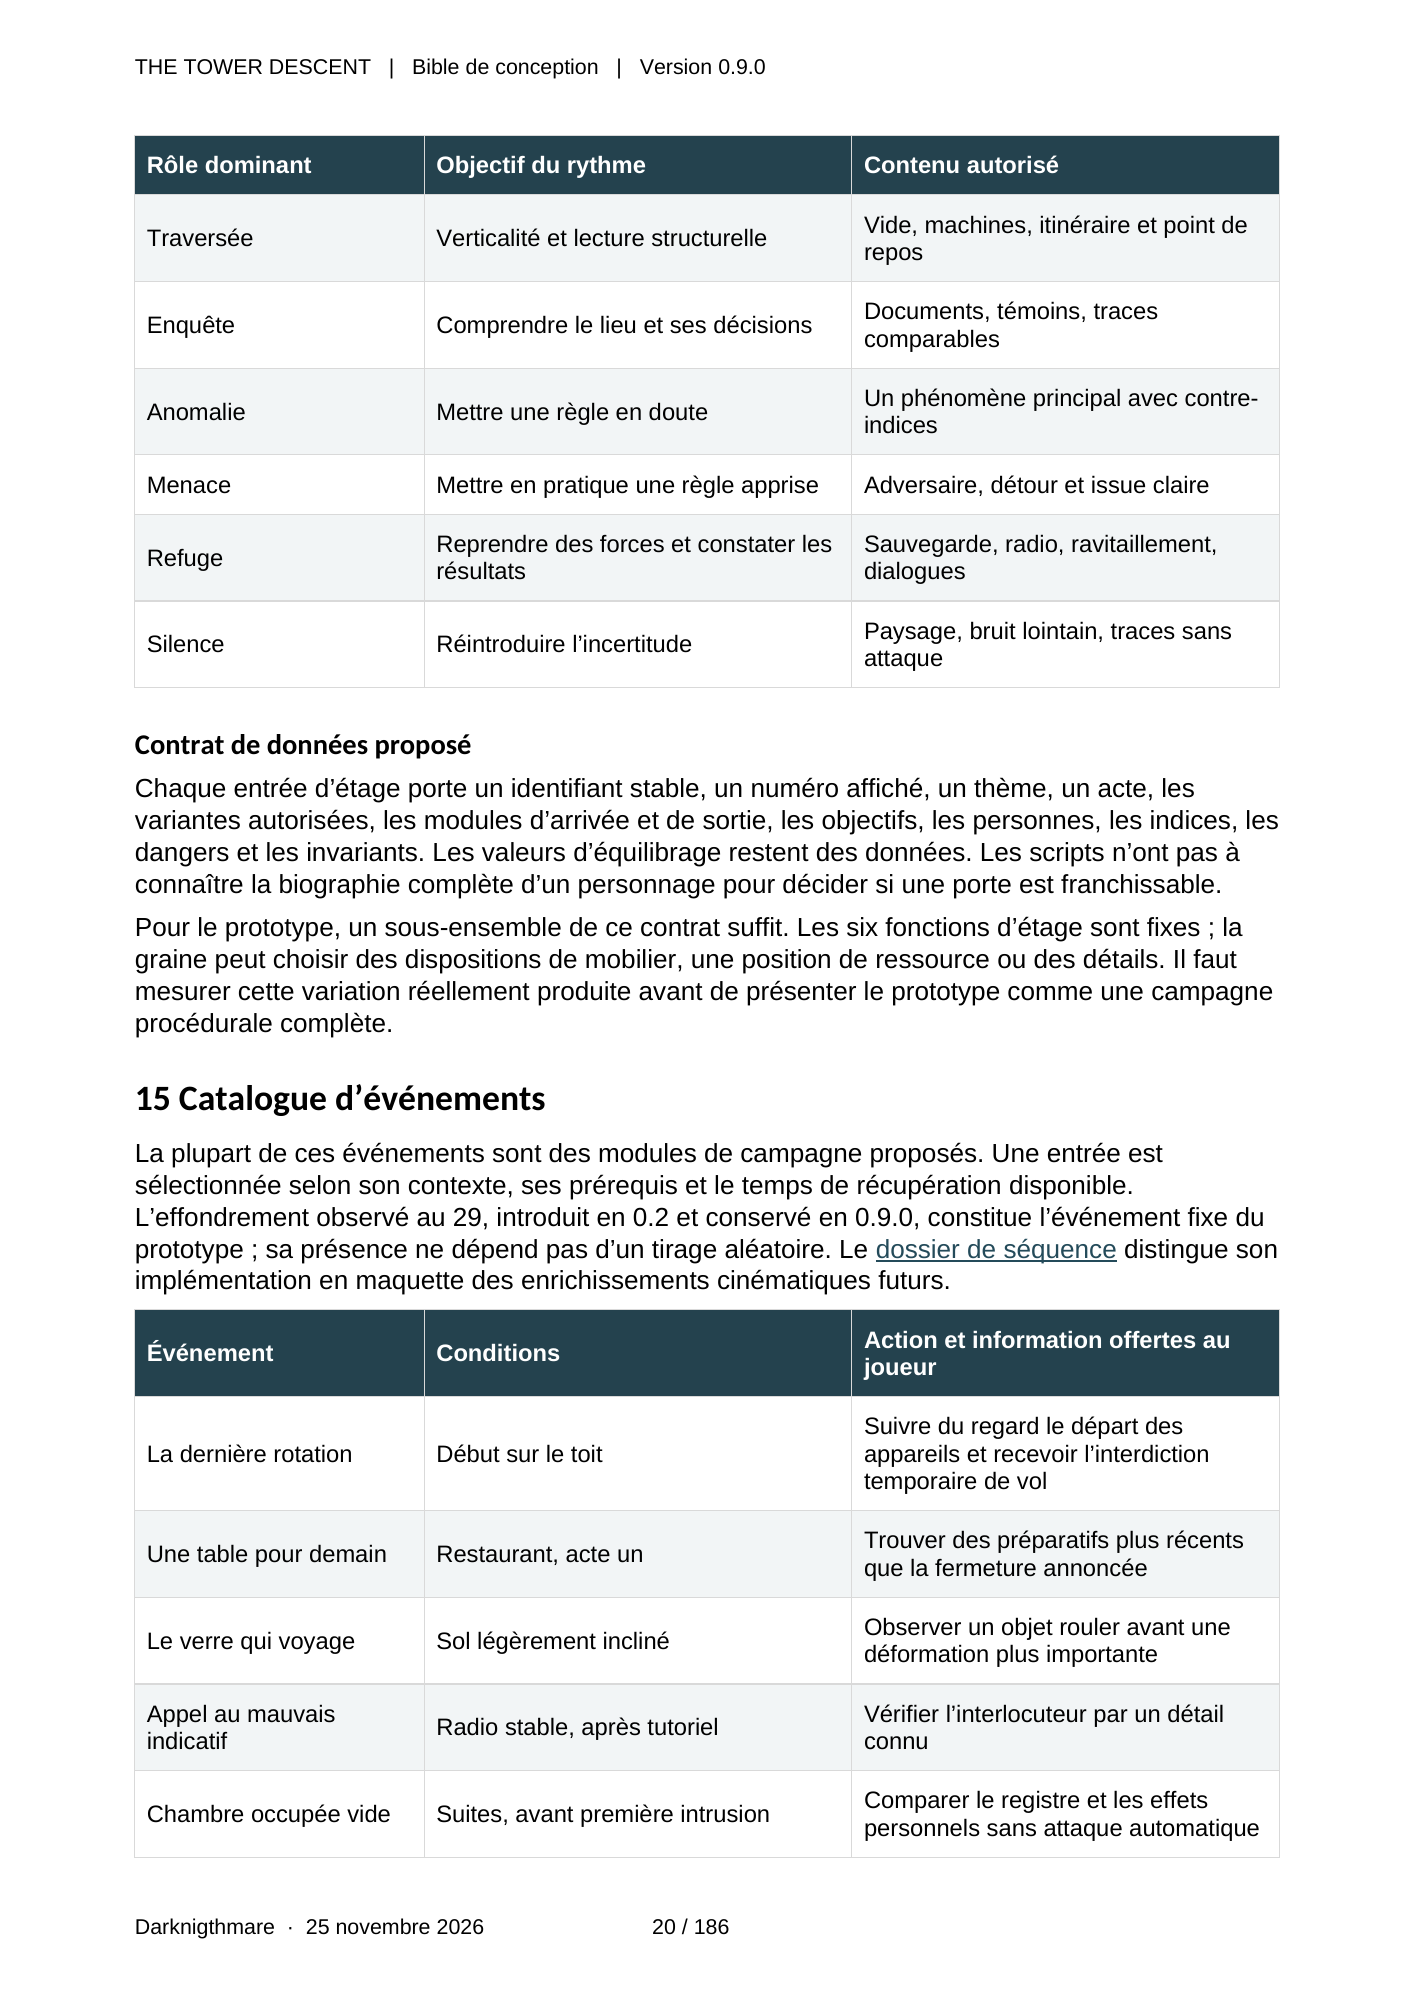 THE TOWER DESCENT | Bible de conception | Version 0.9.0
Rôle dominant
Objectif du rythme
Contenu autorisé
Traversée
Verticalité et lecture structurelle
Vide, machines, itinéraire et point de
repos
Enquête
Comprendre le lieu et ses décisions
Documents, témoins, traces
comparables
Anomalie
Mettre une règle en doute
Un phénomène principal avec contre-
indices
Menace
Mettre en pratique une règle apprise
Adversaire, détour et issue claire
Refuge
Reprendre des forces et constater les
résultats
Sauvegarde, radio, ravitaillement,
dialogues
Silence
Réintroduire l’incertitude
Paysage, bruit lointain, traces sans
attaque
Contrat de données proposé
Chaque entrée d’étage porte un identifiant stable, un numéro affiché, un thème, un acte, les
variantes autorisées, les modules d’arrivée et de sortie, les objectifs, les personnes, les indices, les
dangers et les invariants. Les valeurs d’équilibrage restent des données. Les scripts n’ont pas à
connaître la biographie complète d’un personnage pour décider si une porte est franchissable.
Pour le prototype, un sous-ensemble de ce contrat suffit. Les six fonctions d’étage sont fixes ; la
graine peut choisir des dispositions de mobilier, une position de ressource ou des détails. Il faut
mesurer cette variation réellement produite avant de présenter le prototype comme une campagne
procédurale complète.
15 Catalogue d’événements
La plupart de ces événements sont des modules de campagne proposés. Une entrée est
sélectionnée selon son contexte, ses prérequis et le temps de récupération disponible.
L’effondrement observé au 29, introduit en 0.2 et conservé en 0.9.0, constitue l’événement fixe du
prototype ; sa présence ne dépend pas d’un tirage aléatoire. Le dossier de séquence distingue son
implémentation en maquette des enrichissements cinématiques futurs.
Événement
Conditions
Action et information offertes au
joueur
La dernière rotation
Début sur le toit
Suivre du regard le départ des
appareils et recevoir l’interdiction
temporaire de vol
Une table pour demain
Restaurant, acte un
Trouver des préparatifs plus récents
que la fermeture annoncée
Le verre qui voyage
Sol légèrement incliné
Observer un objet rouler avant une
déformation plus importante
Appel au mauvais
indicatif
Radio stable, après tutoriel
Vérifier l’interlocuteur par un détail
connu
Chambre occupée vide
Suites, avant première intrusion
Comparer le registre et les effets
personnels sans attaque automatique
Darknigthmare · 25 novembre 2026
20 / 186